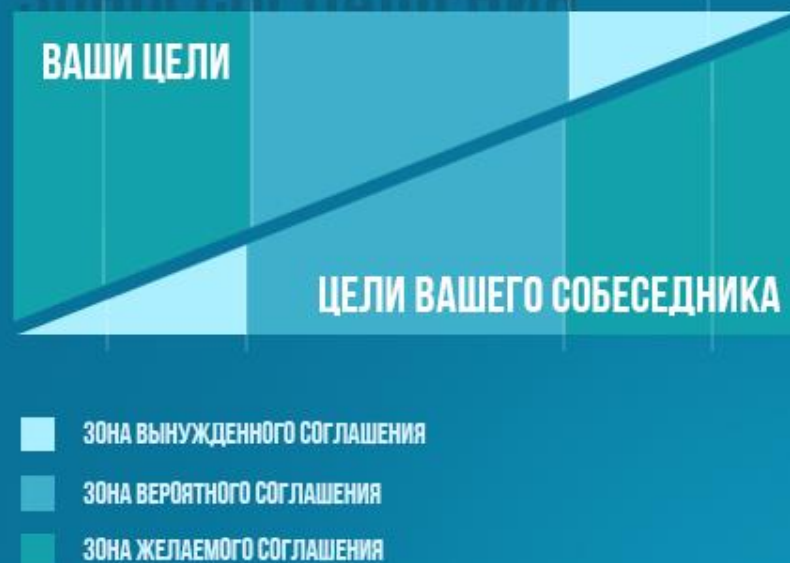 ВАШИ ЦЕЛИ
ЦЕЛИ ВАШЕГО СОБЕСЕДНИКА
ЗОНА ВЫНУЖДЕННОГО СОГЛАШЕНИЯ
ЗОНА ВЕРОЯТНОГО СОГЛАШЕНИЯ
ЗОНА ЖЕЛАЕМОГО СОГЛАШЕНИЯ